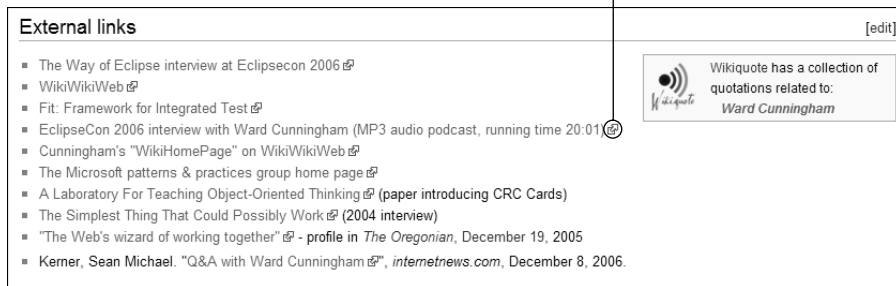 External links
[edit]
The Way of Eclipse interview at Eclipsecon 2006
WikiWikiWeb
Fit: Framework for Integrated Test
EclipseCon 2006 interview with Ward Cunningham (MP3 audio podcast, running time 20:01)
Cunningham's "WikiHomePage" on WikiWikiWeb
The Microsoft patterns & practices group home page
A Laboratory For Teaching Object-Oriented Thinking (paper introducing CRC Cards)
The Simplest Thing That Could Possibly Work (2004 interview)
"The Web's wizard of working together" - profile in The Oregonian, December 19, 2005
Kerner, Sean Michael. "Q&A with Ward Cunningham", internetnews.com, December 8, 2006.
Wikiquote
Wikiquote has a collection of
quotations related to:
Ward Cunningham